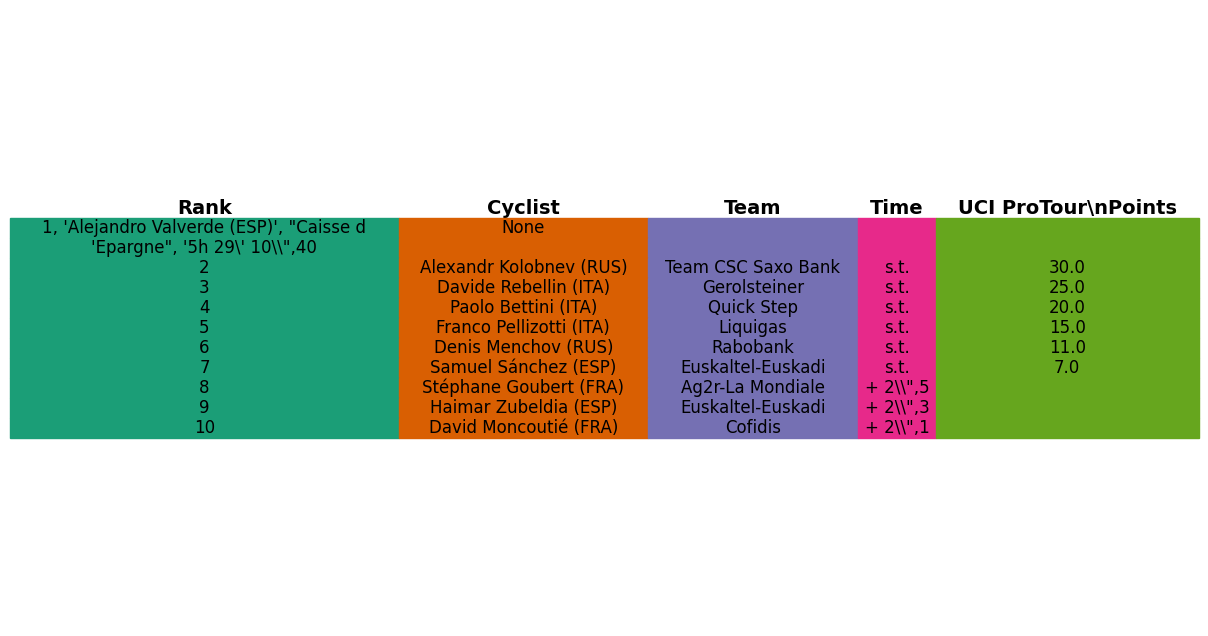 Rank Cyclist Team Time UCI ProTour\nPoints
1, 'Alejandro Valverde (ESP)', "Caisse d None
'Epargne", '5h 29\' 10\\",40
2 Alexandr Kolobnev (RUS) Team CSC Saxo Bank s.t. 30.0
3 Davide Rebellin (ITA) Gerolsteiner s.t. 25.0
4 Paolo Bettini (ITA) Quick Step s.t. 20.0
5 Franco Pellizotti (ITA) Liquigas s.t. 15.0
6 Denis Menchov (RUS) Rabobank s.t. 11.0
7 Samuel Sánchez (ESP) Euskaltel-Euskadi s.t. 7.0
8 Stéphane Goubert (FRA) Ag2r-La Mondiale + 2\\",5
9 Haimar Zubeldia (ESP) Euskaltel-Euskadi + 2\\",3
10 David Moncoutié (FRA) Cofidis + 2\\",1